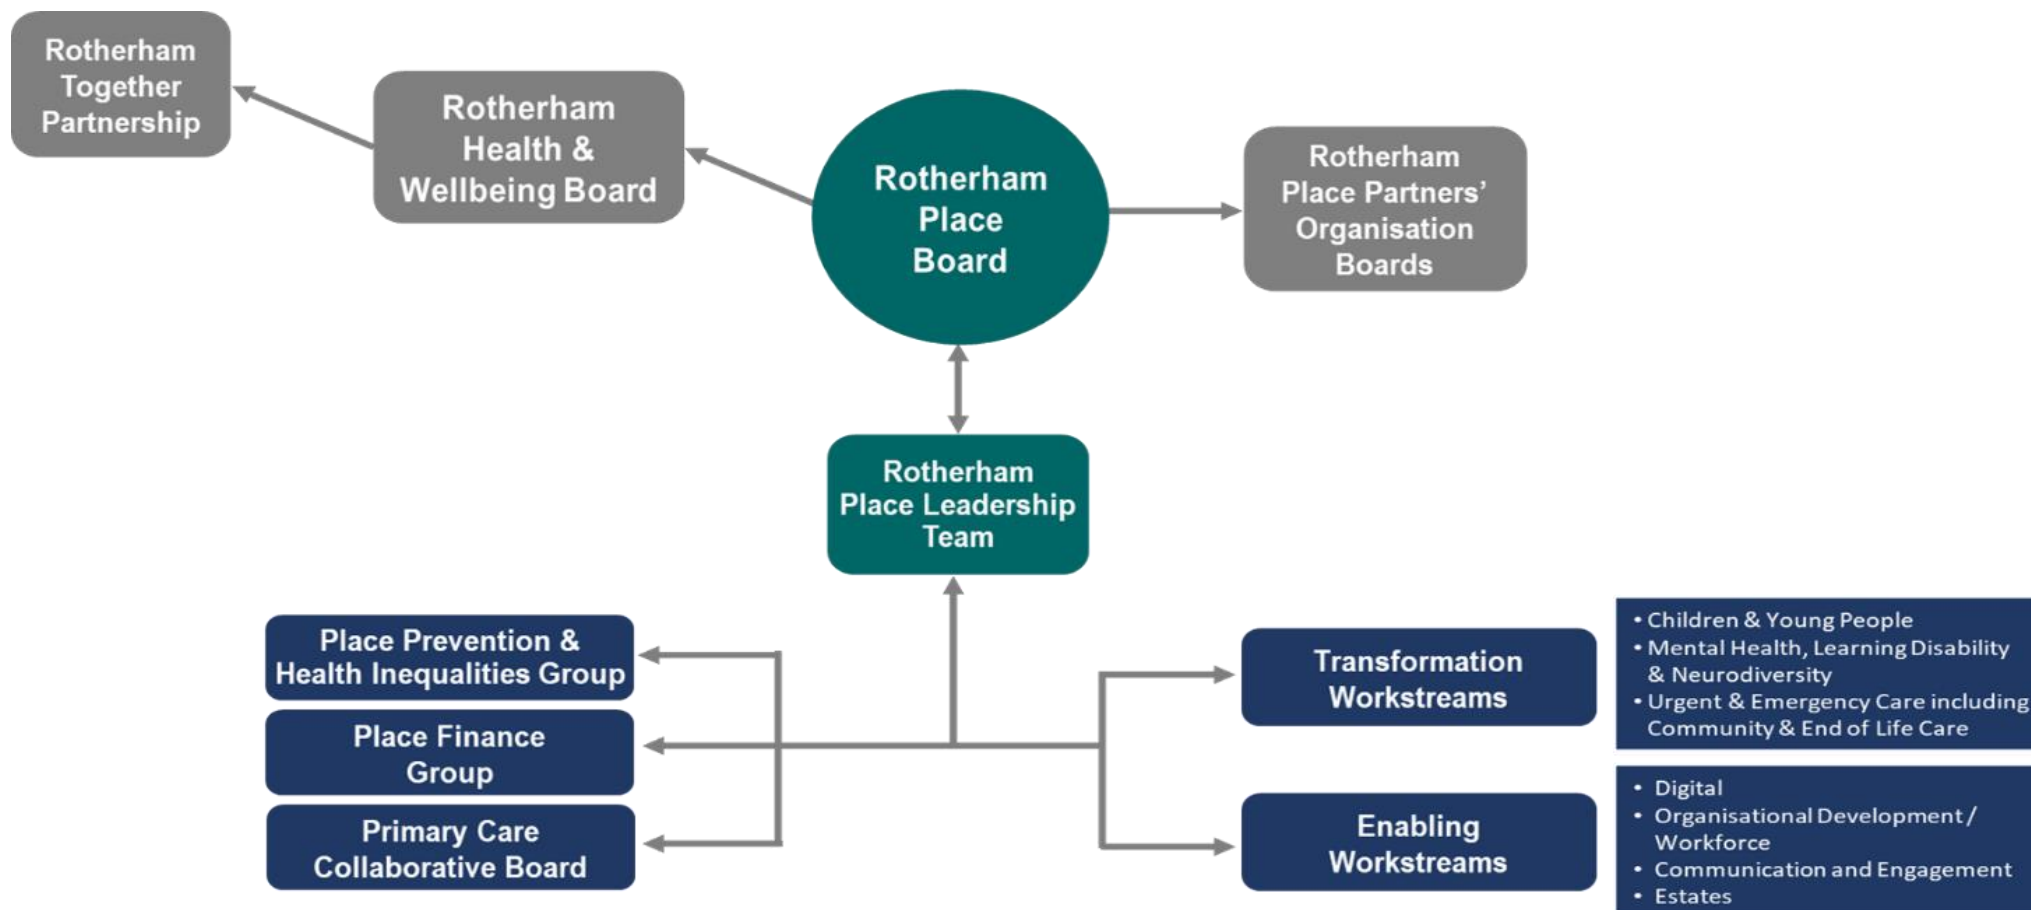 Rotherham
Together
Partnership
Rotherham
Health &
Wellbeing Board
Rotherham
Place
Board
Rotherham
Place Partners’
Organisation
Boards
Rotherham
Place Leadership
Team
Place Prevention &
Health Inequalities Group
Place Finance
Group
Primary Care
Collaborative Board
Transformation
Workstreams
• Children & Young People
• Mental Health, Learning Disability
& Neurodiversity
• Urgent & Emergency Care including
Community & End of Life Care
Enabling
Workstreams
• Digital
• Organisational Development /
Workforce
• Communication and Engagement
• Estates